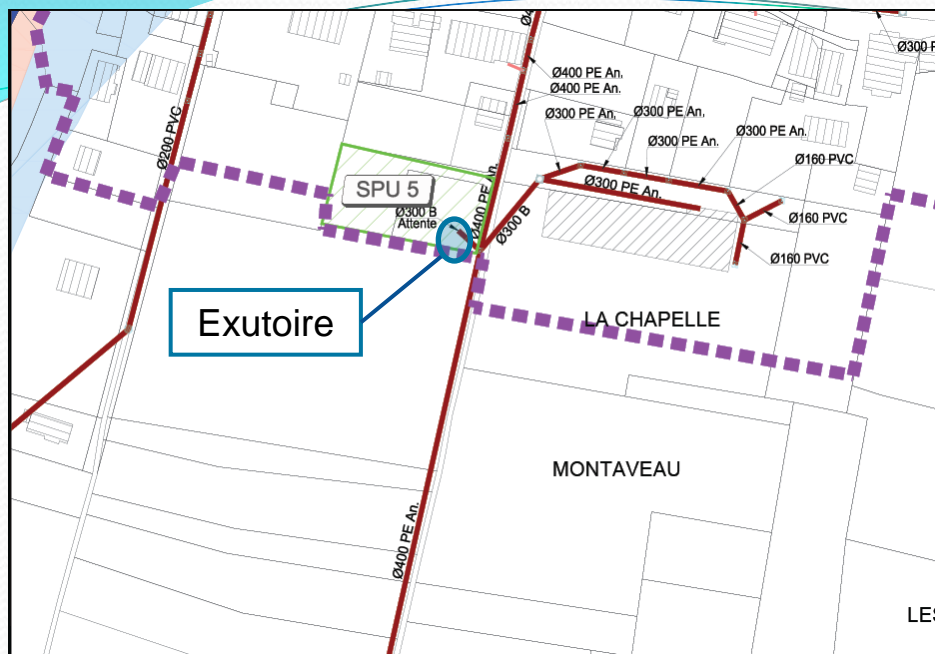 Ø300 P
Ø4
Ø400 PE An.
Ø400 PE An.
Ø300 PE An.
Ø300 PE An.
Ø300 PE An.
Ø300 PE An.
Ø160 PVC
Ø200 PVC
SPU 5
Ø300 B
Attente
Ø400 PE An.
Ø300 B
Ø300 PE An.
Ø160 PVC
Ø160 PVC
Exutoire
LA CHAPELLE
MONTAVEAU
Ø400 PE An.
LES